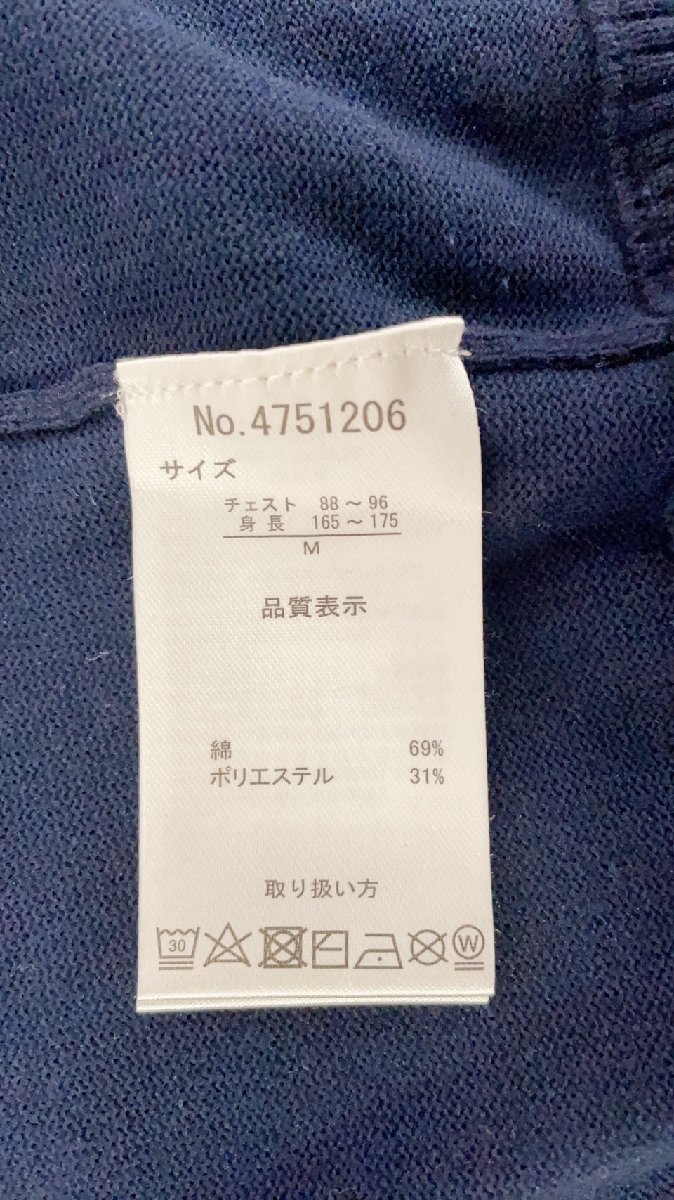 No.4751206
サイズ
チェスト 88～96
身長 165～175
M
品質表示
綿 69%
ポリエステル 31%
取り扱い方
30 W